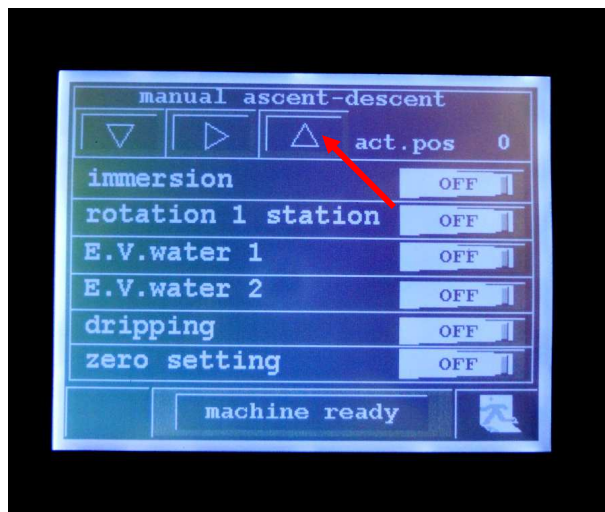 manual ascent-descent
act.pos 0
immersion OFF
rotation 1 station OFF
E.V.water 1 OFF
E.V.water 2 OFF
dripping OFF
zero setting OFF
machine ready